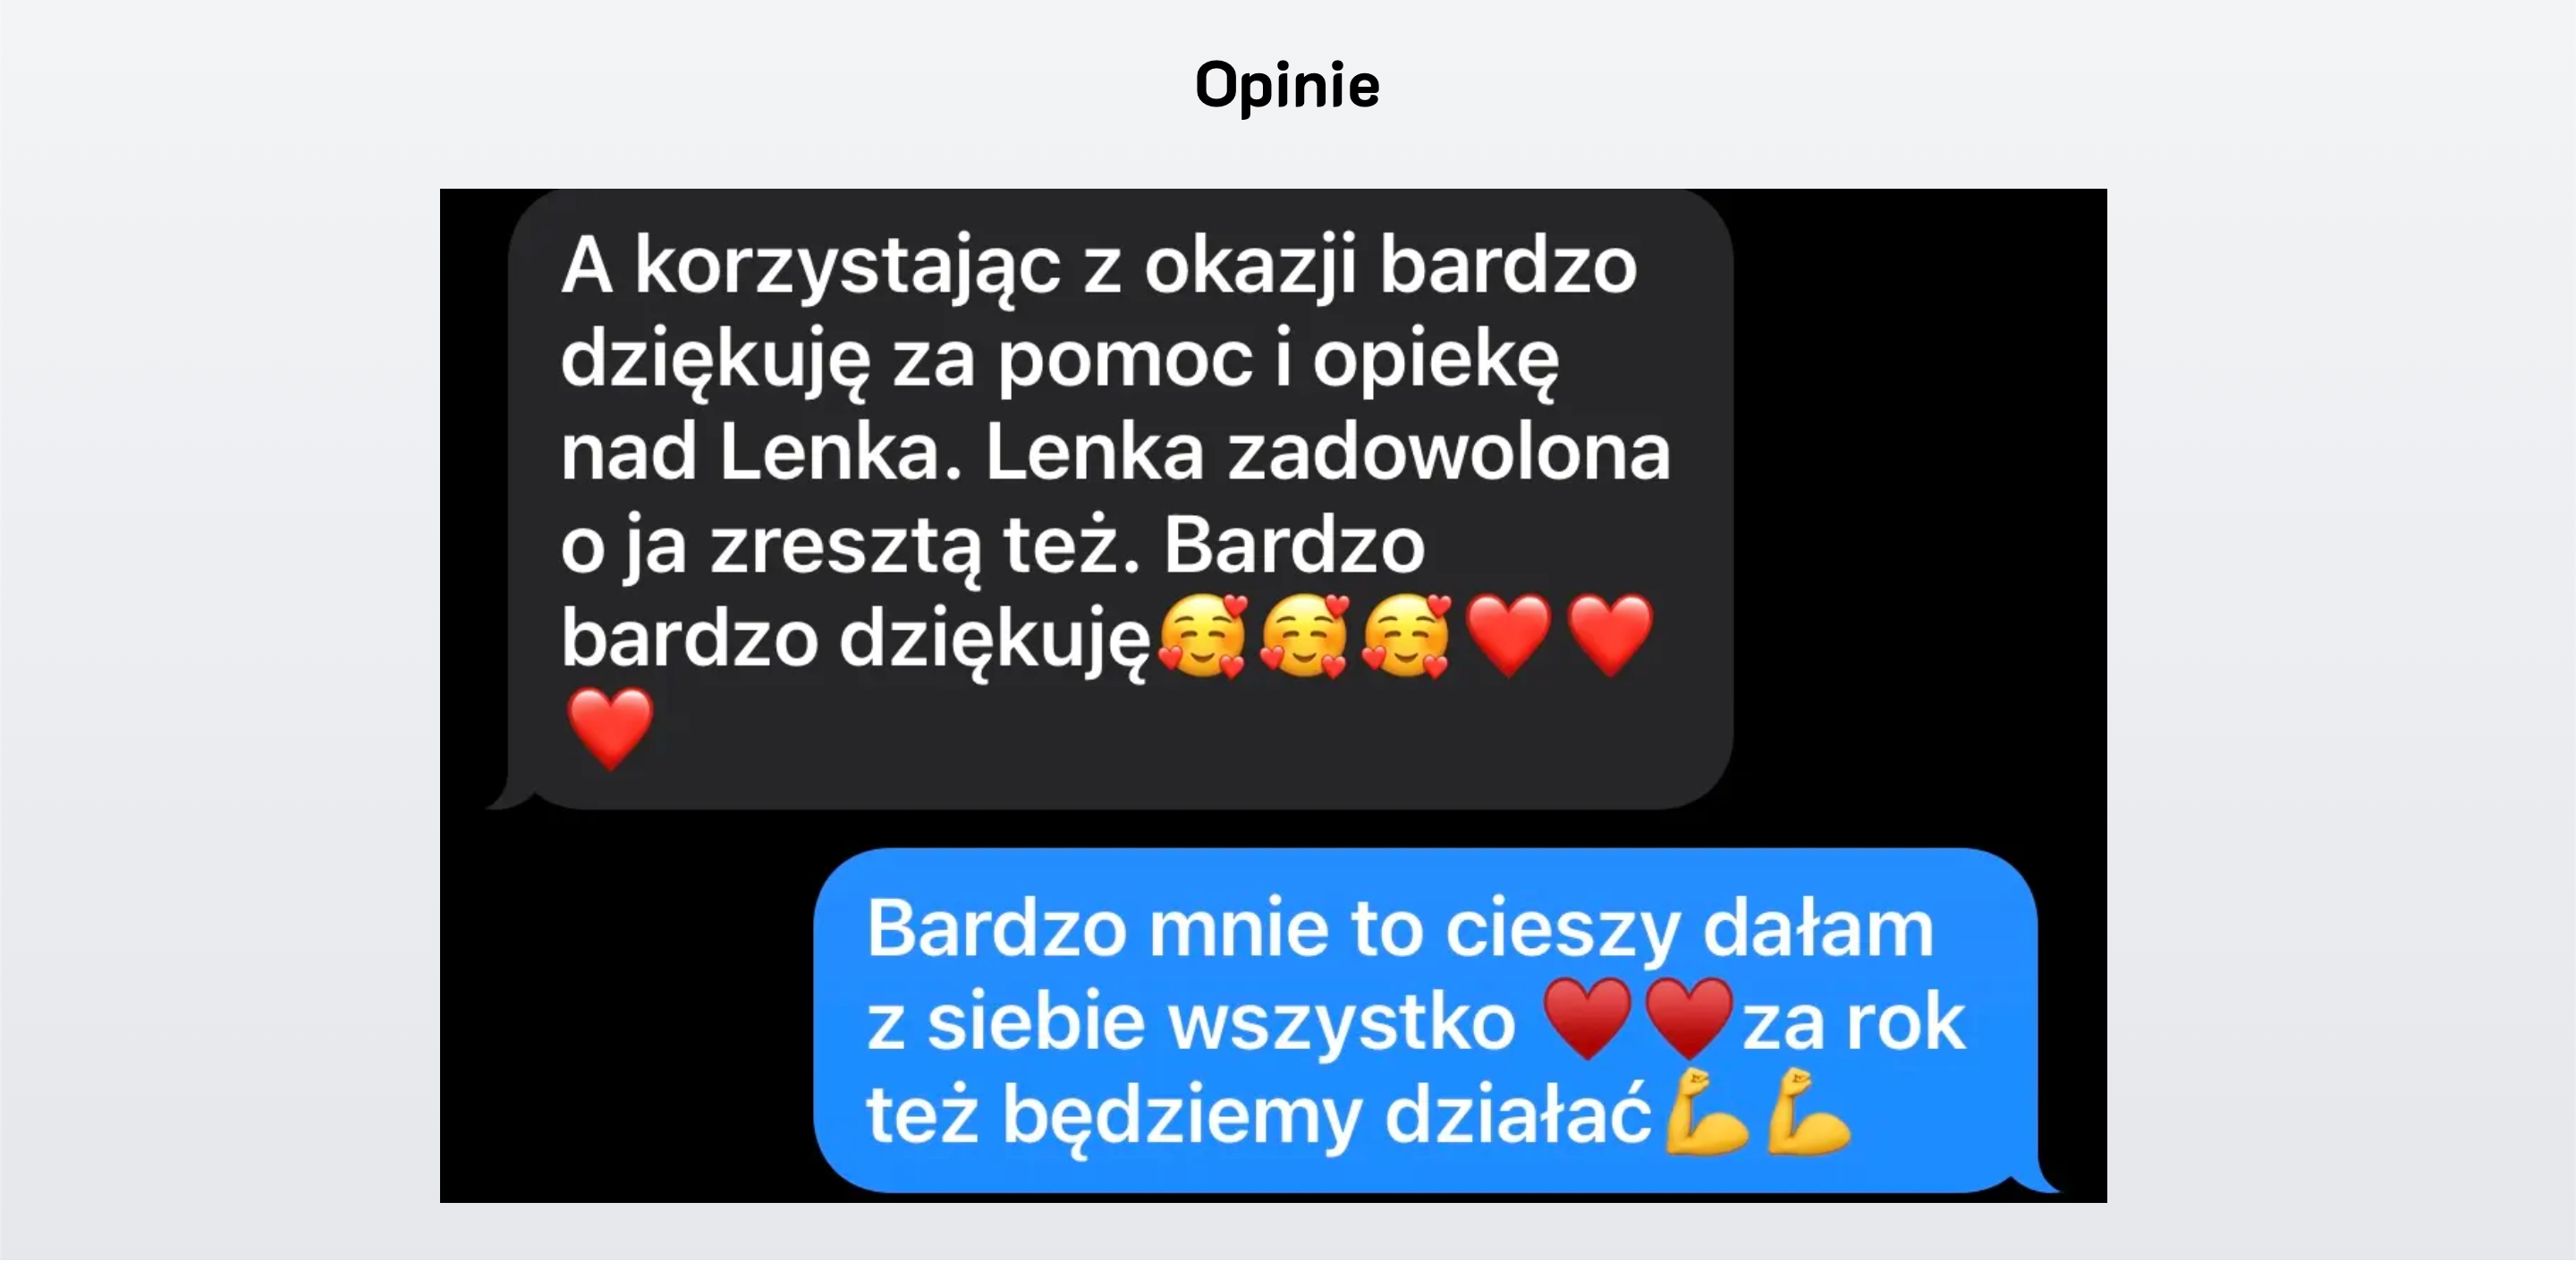 Opinie
A korzystając z okazji bardzo
dziękuję za pomoc i opiekę
nad Lenka. Lenka zadowolona
o ja zresztą też. Bardzo
bardzo dziękuję🥰🥰🥰❤️❤️
❤️
Bardzo mnie to cieszy dałam
z siebie wszystko ♥️♥️za rok
też będziemy działać💪💪